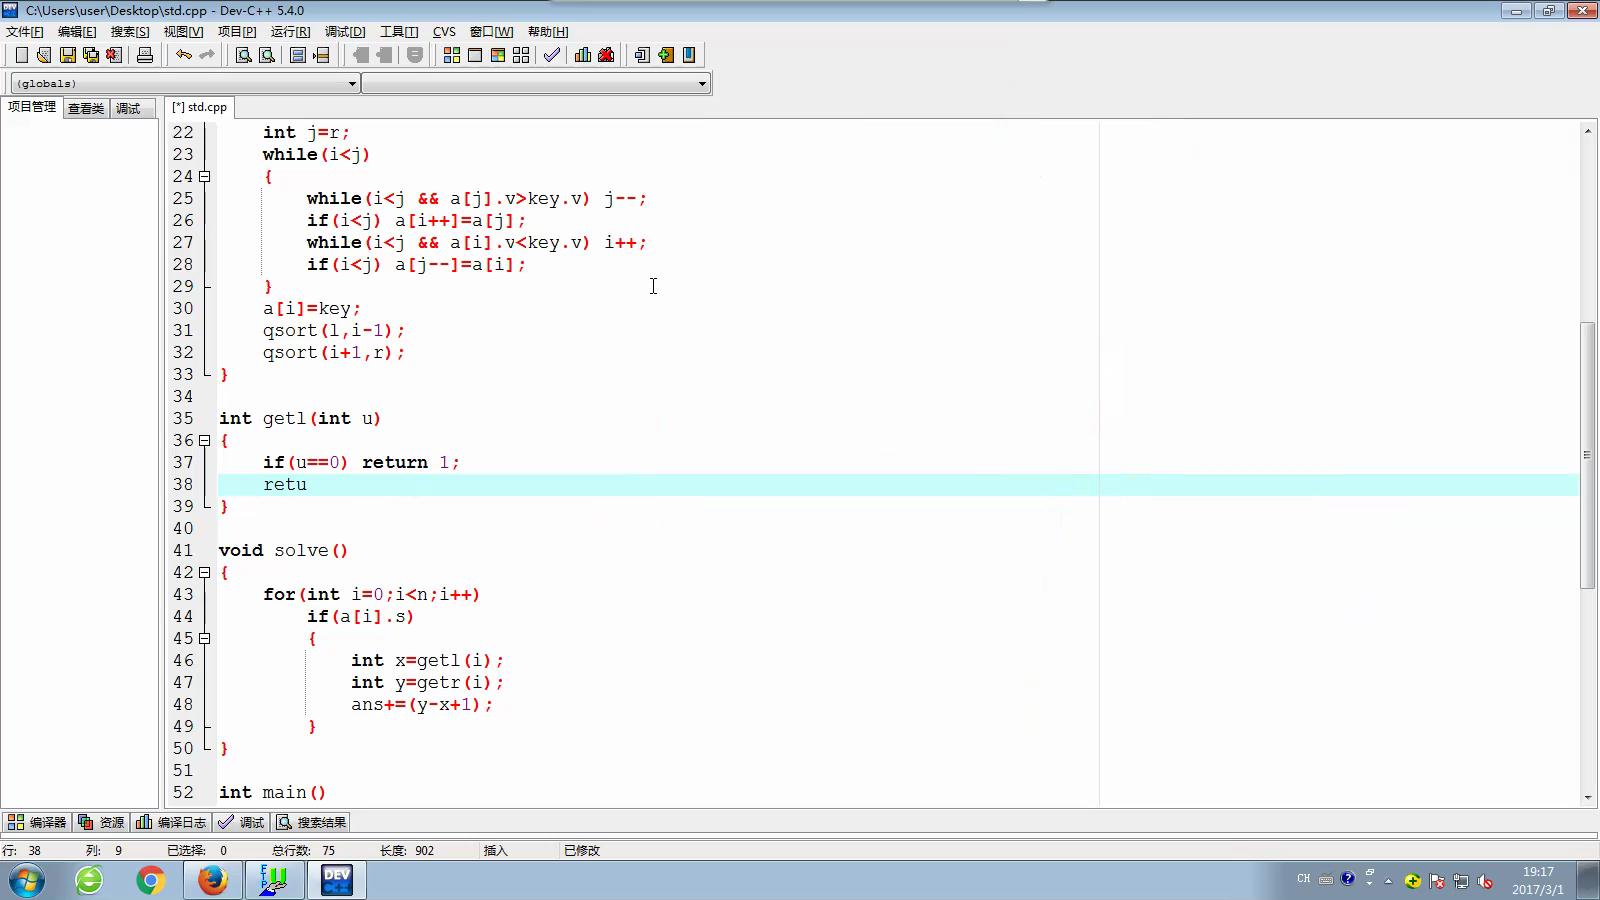 C:\Users\user\Desktop\std.cpp - Dev-C++ 5.4.0
文件[F] 编辑[E] 搜索[S] 视图[V] 项目[P] 运行[R] 调试[D] 工具[T] CVS 窗口[W] 帮助[H]
(globals)
项目管理 查看类 调试 [*] std.cpp
22 int j=r;
23 while(i<j)
24 {
25 while(i<j && a[j].v>key.v) j--;
26 if(i<j) a[i++]=a[j];
27 while(i<j && a[i].v<key.v) i++;
28 if(i<j) a[j--]=a[i];
29 }
30 a[i]=key;
31 qsort(l,i-1);
32 qsort(i+1,r);
33 }
34
35 int getl(int u)
36 {
37 if(u==0) return 1;
38 retu
39 }
40
41 void solve()
42 {
43 for(int i=0;i<n;i++)
44 if(a[i].s)
45 {
46 int x=getl(i);
47 int y=getr(i);
48 ans+=(y-x+1);
49 }
50 }
51
52 int main()
编译器 资源 编译日志 调试 搜索结果
行: 38 列: 9 已选择: 0 总行数: 75 长度: 902 插入 已修改
FTP DEV C++ CH 19:17
2017/3/1